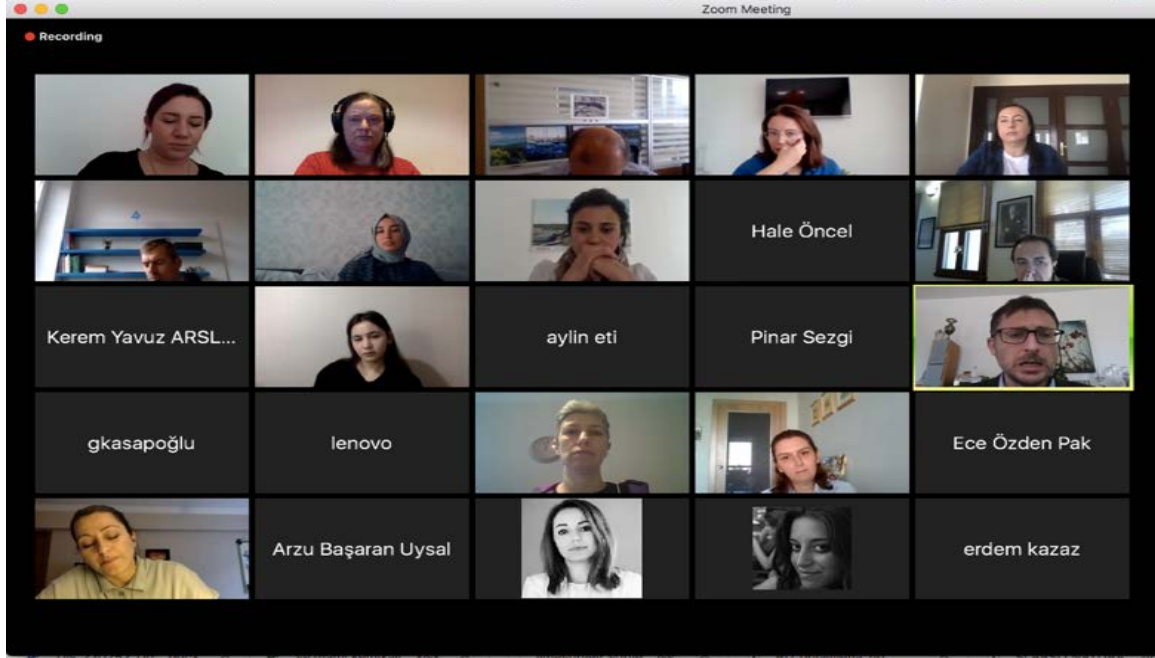 Zoom Meeting
Recording
Hale Öncel
Kerem Yavuz ARSL...
aylin eti
Pinar Sezgi
gkasapoğlu
lenovo
Ece Özden Pak
Arzu Başaran Uysal
erdem kazaz